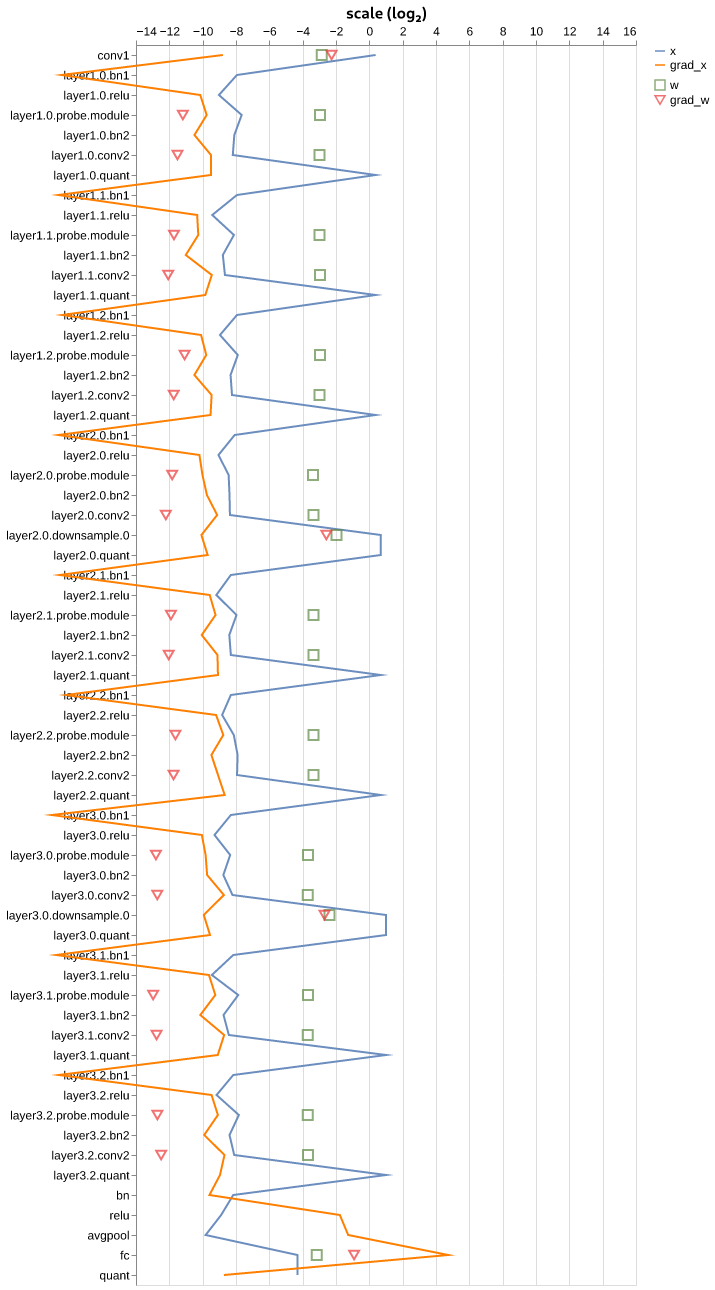 scale (log₂)
−14 −12 −10 −8 −6 −4 −2 0 2 4 6 8 10 12 14 16
x
grad_x
w
grad_w
conv1
layer1.0.bn1
layer1.0.relu
layer1.0.probe.module
layer1.0.bn2
layer1.0.conv2
layer1.0.quant
layer1.1.bn1
layer1.1.relu
layer1.1.probe.module
layer1.1.bn2
layer1.1.conv2
layer1.1.quant
layer1.2.bn1
layer1.2.relu
layer1.2.probe.module
layer1.2.bn2
layer1.2.conv2
layer1.2.quant
layer2.0.bn1
layer2.0.relu
layer2.0.probe.module
layer2.0.bn2
layer2.0.conv2
layer2.0.downsample.0
layer2.0.quant
layer2.1.bn1
layer2.1.relu
layer2.1.probe.module
layer2.1.bn2
layer2.1.conv2
layer2.1.quant
layer2.2.bn1
layer2.2.relu
layer2.2.probe.module
layer2.2.bn2
layer2.2.conv2
layer2.2.quant
layer3.0.bn1
layer3.0.relu
layer3.0.probe.module
layer3.0.bn2
layer3.0.conv2
layer3.0.downsample.0
layer3.0.quant
layer3.1.bn1
layer3.1.relu
layer3.1.probe.module
layer3.1.bn2
layer3.1.conv2
layer3.1.quant
layer3.2.bn1
layer3.2.relu
layer3.2.probe.module
layer3.2.bn2
layer3.2.conv2
layer3.2.quant
bn
relu
avgpool
fc
quant